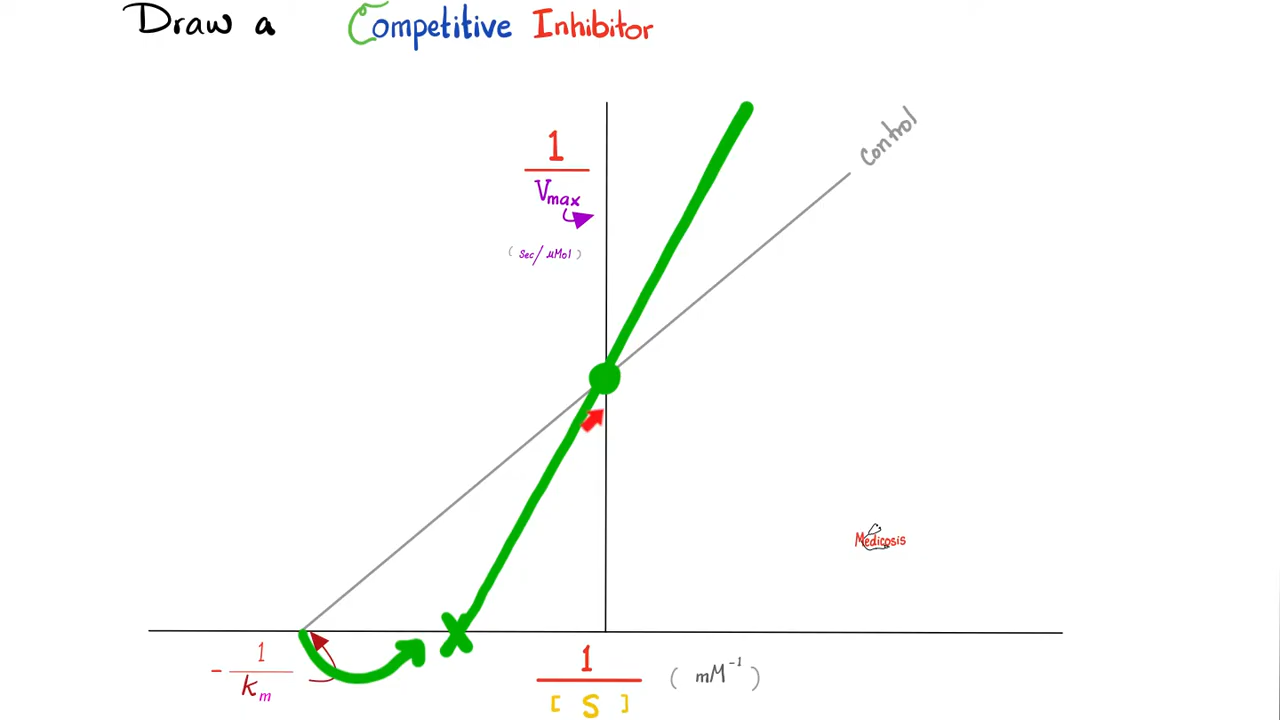 Draw a Competitive Inhibitor
Control
1
Vmax
( Sec/ μMol )
Medicosis
- 1
km
1
[ S ]
( mM⁻¹ )